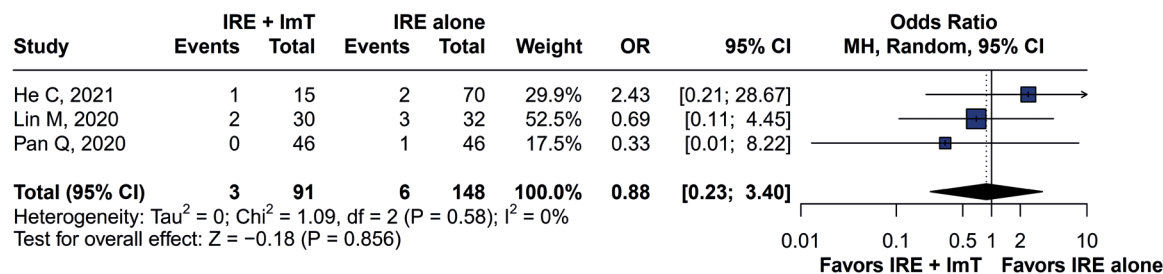 IRE + ImT IRE alone Odds Ratio
Study Events Total Events Total Weight OR 95% CI MH, Random, 95% CI
He C, 2021 1 15 2 70 29.9% 2.43 [0.21; 28.67]
Lin M, 2020 2 30 3 32 52.5% 0.69 [0.11; 4.45]
Pan Q, 2020 0 46 1 46 17.5% 0.33 [0.01; 8.22]
Total (95% CI) 3 91 6 148 100.0% 0.88 [0.23; 3.40]
Heterogeneity: Tau² = 0; Chi² = 1.09, df = 2 (P = 0.58); I² = 0%
Test for overall effect: Z = −0.18 (P = 0.856)
0.01 0.1 0.5 1 2 10
Favors IRE + ImT Favors IRE alone